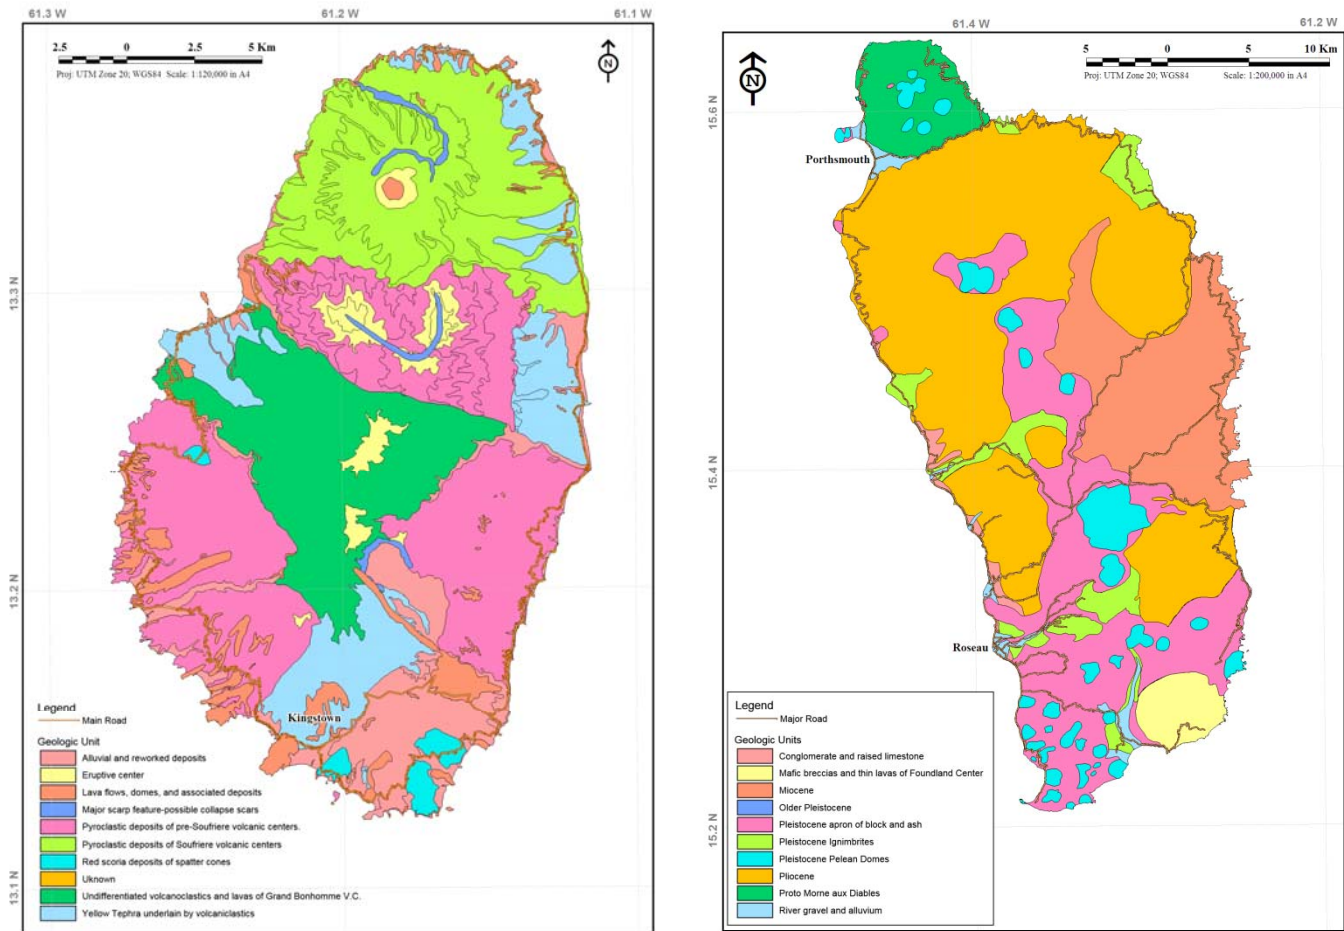 61.3 W
61.2 W
61.1 W
2.5 0 2.5 5 Km
Proj: UTM Zone 20; WGS84 Scale: 1:120,000 in A4
N
13.3 N
13.2 N
13.1 N
Kingstown
Legend
Main Road
Geologic Unit
Alluvial and reworked deposits
Eruptive center
Lava flows, domes, and associated deposits
Major scarp feature-possible collapse scars
Pyroclastic deposits of pre-Soufriere volcanic centers.
Pyroclastic deposits of Soufriere volcanic centers
Red scoria deposits of spatter cones
Uknown
Undifferentiated volcanoclastics and lavas of Grand Bonhomme V.C.
Yellow Tephra underlain by volcaniclastics
61.4 W
61.2 W
5 0 5 10 Km
Proj: UTM Zone 20; WGS84 Scale: 1:200,000 in A4
N
15.6 N
15.4 N
15.2 N
Porthsmouth
Roseau
Legend
Major Road
Geologic Units
Conglomerate and raised limestone
Mafic breccias and thin lavas of Foundland Center
Miocene
Older Pleistocene
Pleistocene apron of block and ash
Pleistocene Ignimbrites
Pleistocene Pelean Domes
Pliocene
Proto Morne aux Diables
River gravel and alluvium